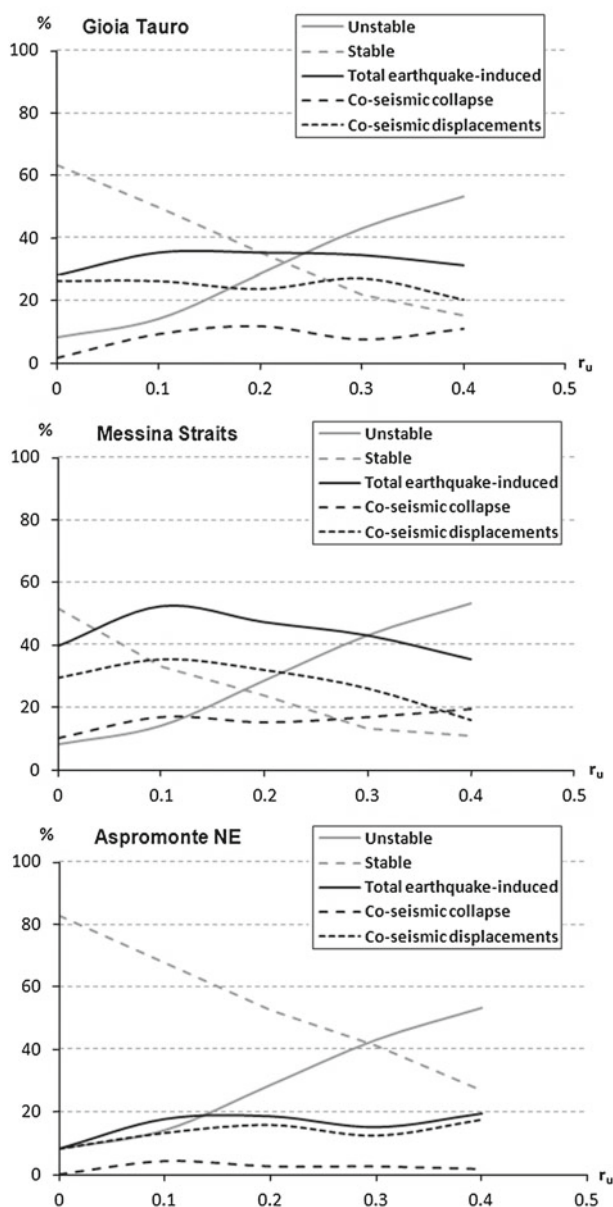 %
Gioia Tauro
Unstable
Stable
Total earthquake-induced
Co-seismic collapse
Co-seismic displacements
100
80
60
40
20
0
0 0.1 0.2 0.3 0.4 0.5
ru
%
Messina Straits
Unstable
Stable
Total earthquake-induced
Co-seismic collapse
Co-seismic displacements
100
80
60
40
20
0
0 0.1 0.2 0.3 0.4 0.5
ru
%
Aspromonte NE
Unstable
Stable
Total earthquake-induced
Co-seismic collapse
Co-seismic displacements
100
80
60
40
20
0
0 0.1 0.2 0.3 0.4 0.5
ru